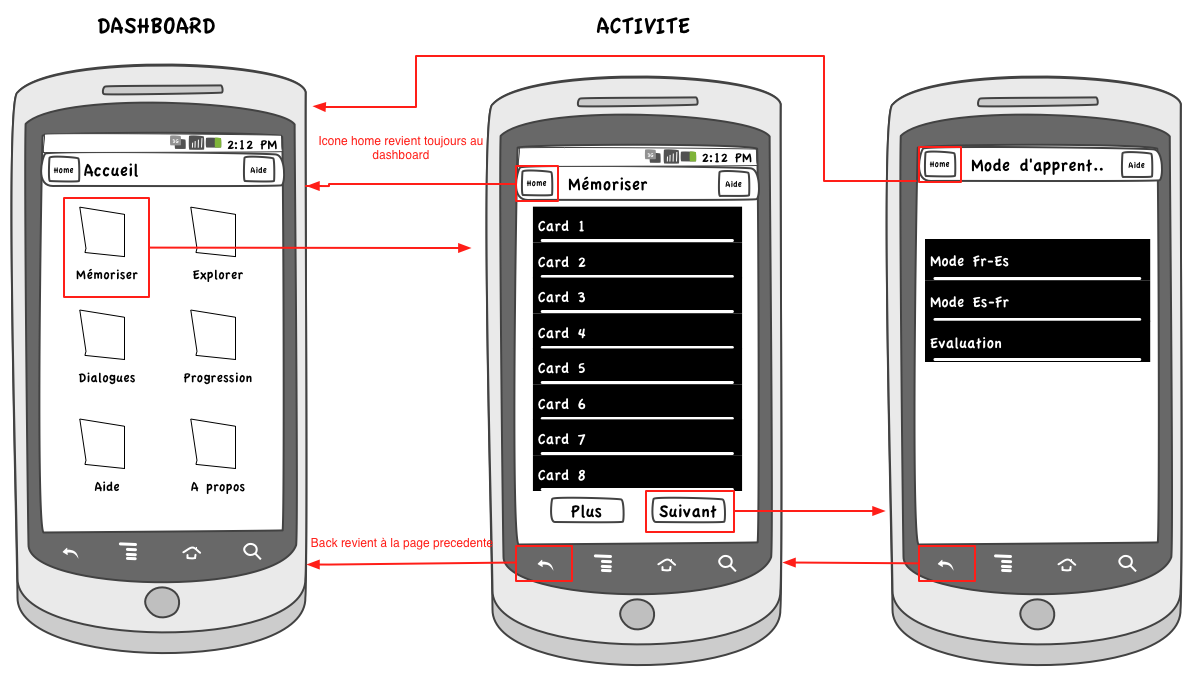 DASHBOARD
ACTIVITE
3G
2:12 PM
Home
Accueil
Aide
Mémoriser
Explorer
Dialogues
Progression
Aide
A propos
Icone home revient toujours au
dashboard
Back revient à la page precedente
3G
2:12 PM
Home
Mémoriser
Aide
Card 1
Card 2
Card 3
Card 4
Card 5
Card 6
Card 7
Card 8
Plus
Suivant
Home
Mode d'apprent..
Aide
Mode Fr-Es
Mode Es-Fr
Evaluation